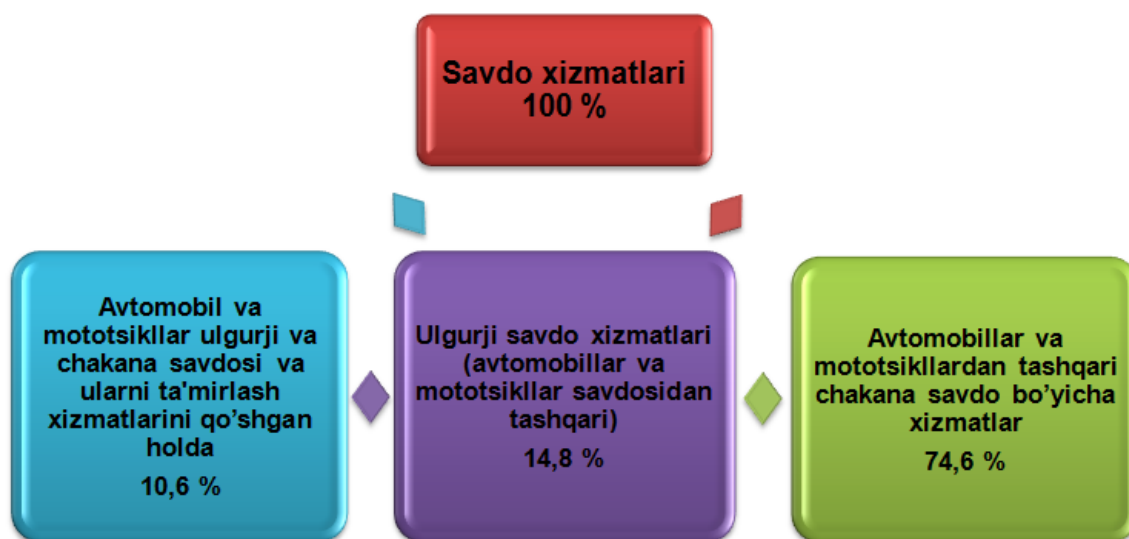 Savdo xizmatlari
100 %
Avtomobil va
mototsikllar ulgurji va
chakana savdosi va
ularni ta'mirlash
xizmatlarini qo’shgan
holda
10,6 %
Ulgurji savdo xizmatlari
(avtomobillar va
mototsikllar savdosidan
tashqari)
14,8 %
Avtomobillar va
mototsikllardan tashqari
chakana savdo bo’yicha
xizmatlar
74,6 %